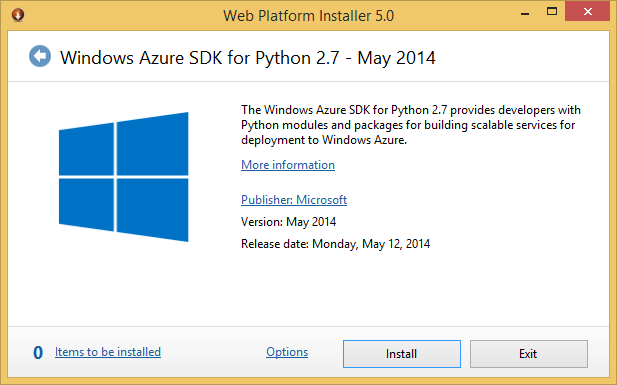 Web Platform Installer 5.0
Windows Azure SDK for Python 2.7 - May 2014
The Windows Azure SDK for Python 2.7 provides developers with
Python modules and packages for building scalable services for
deployment to Windows Azure.
More information
Publisher: Microsoft
Version: May 2014
Release date: Monday, May 12, 2014
0 Items to be installed Options Install Exit